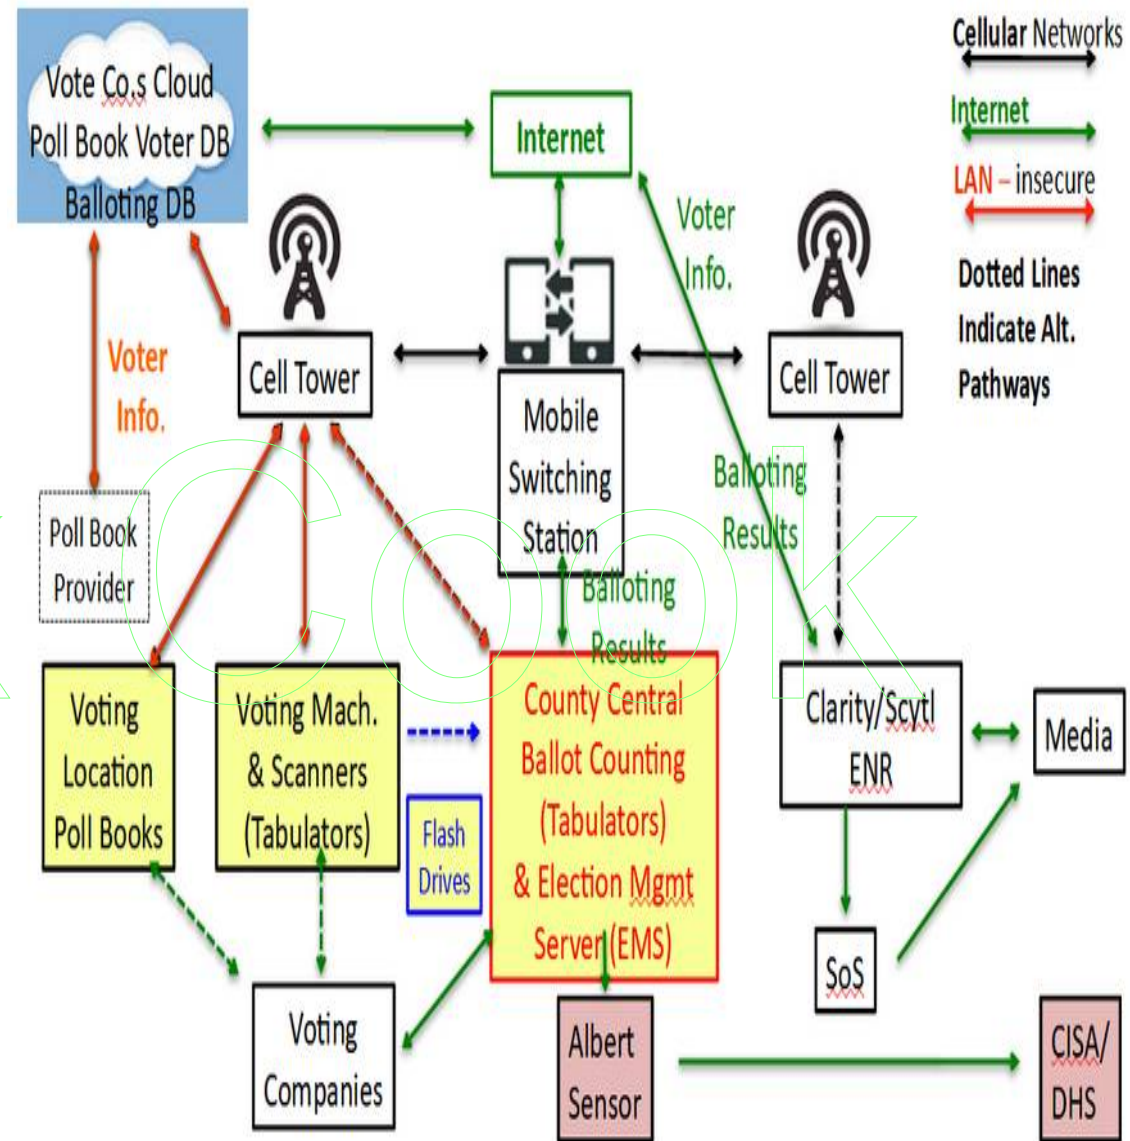 Vote Co.s Cloud
Poll Book Voter DB
Balloting DB
Internet
Cellular Networks
Internet
LAN – insecure
Dotted Lines
Indicate Alt.
Pathways
Voter
Info.
Cell Tower
Voter
Info.
Cell Tower
Mobile
Switching
Station
Balloting
Results
Balloting
Results
Poll Book
Provider
Cook
Voting
Location
Poll Books
Voting Mach.
& Scanners
(Tabulators)
Flash
Drives
County Central
Ballot Counting
(Tabulators)
& Election Mgmt
Server (EMS)
Clarity/Scytl
ENR
Media
SoS
Voting
Companies
Albert
Sensor
CISA/
DHS